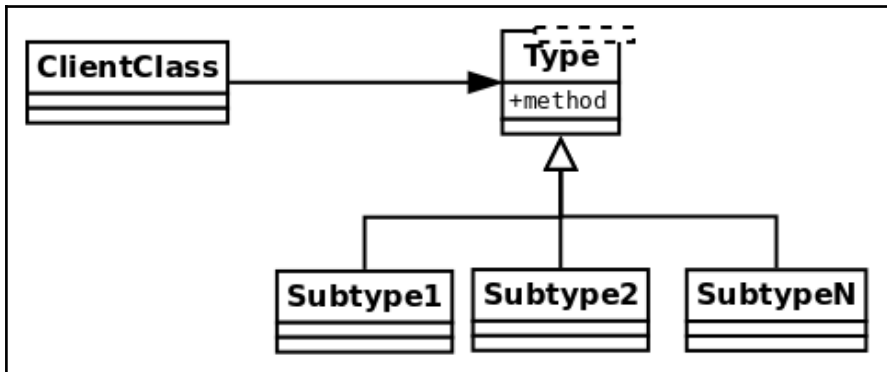 ClientClass
Type
+method
Subtype1
Subtype2
SubtypeN